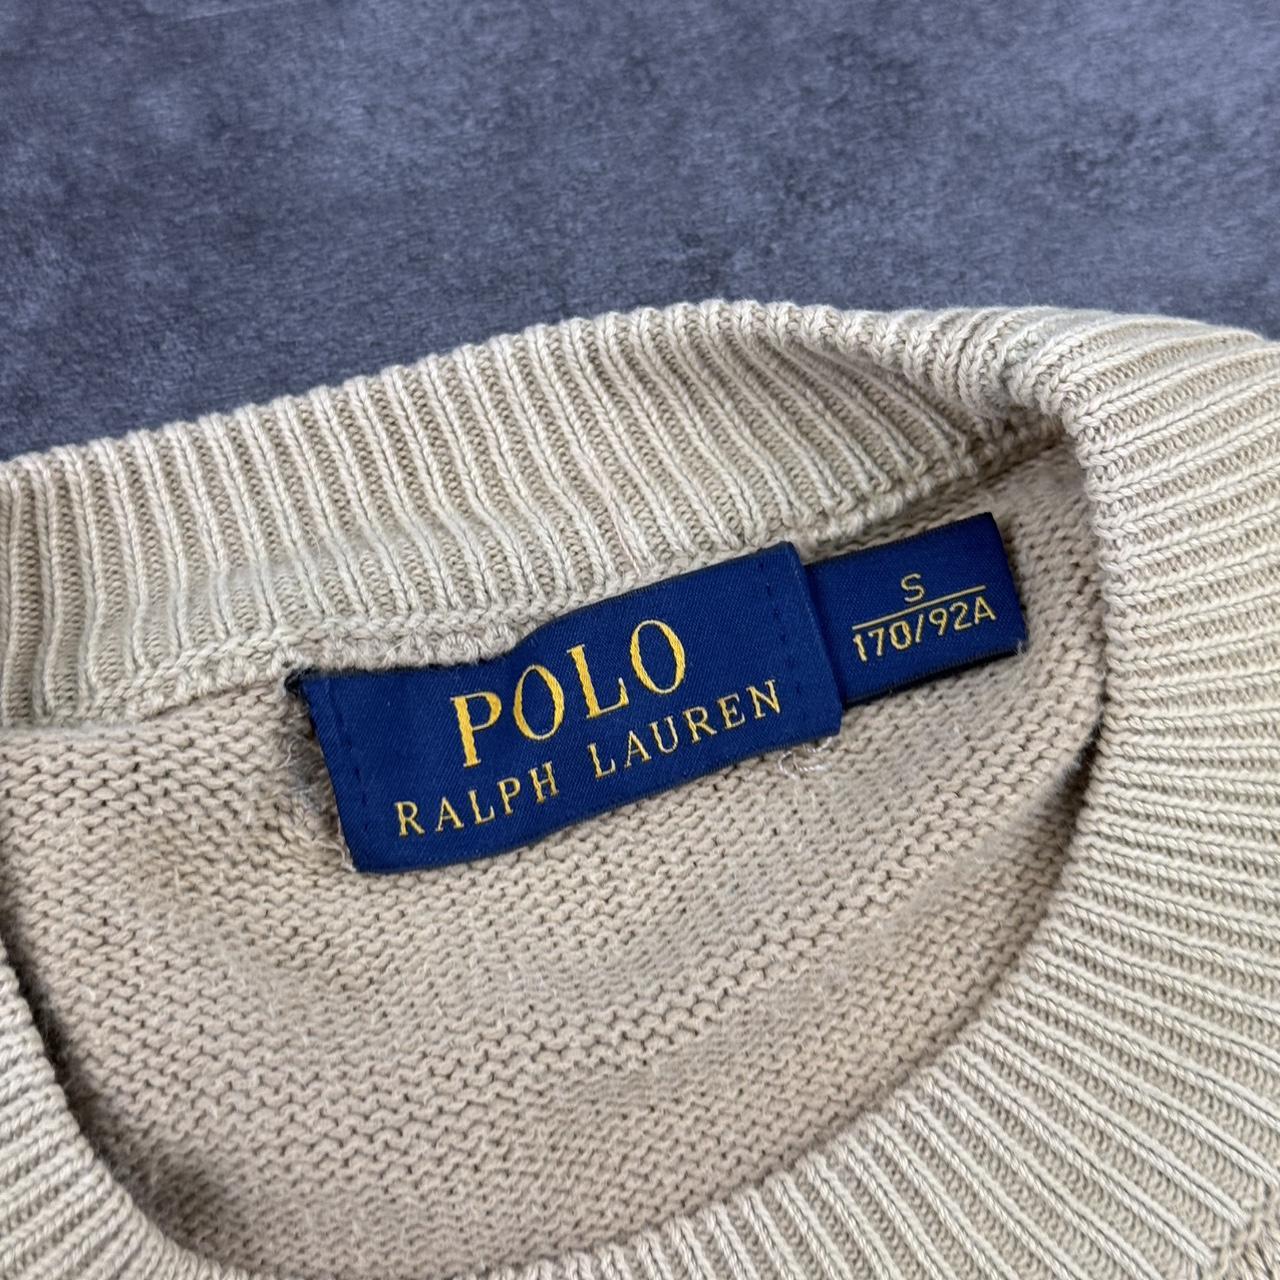 POLO
RALPH LAUREN
S
170/92A